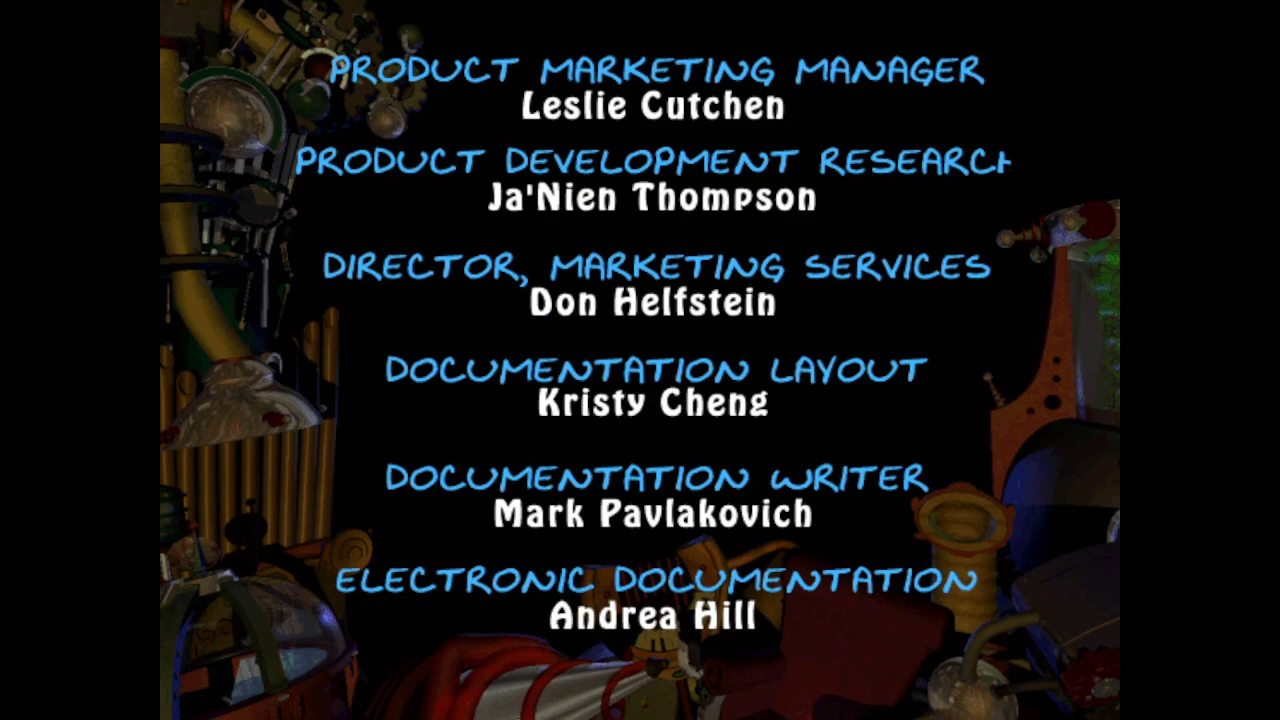 PRODUCT MARKETING MANAGER
Leslie Cutchen
PRODUCT DEVELOPMENT RESEARCH
Ja'Nien Thompson
DIRECTOR, MARKETING SERVICES
Don Helfstein
DOCUMENTATION LAYOUT
Kristy Cheng
DOCUMENTATION WRITER
Mark Pavlakovich
ELECTRONIC DOCUMENTATION
Andrea Hill